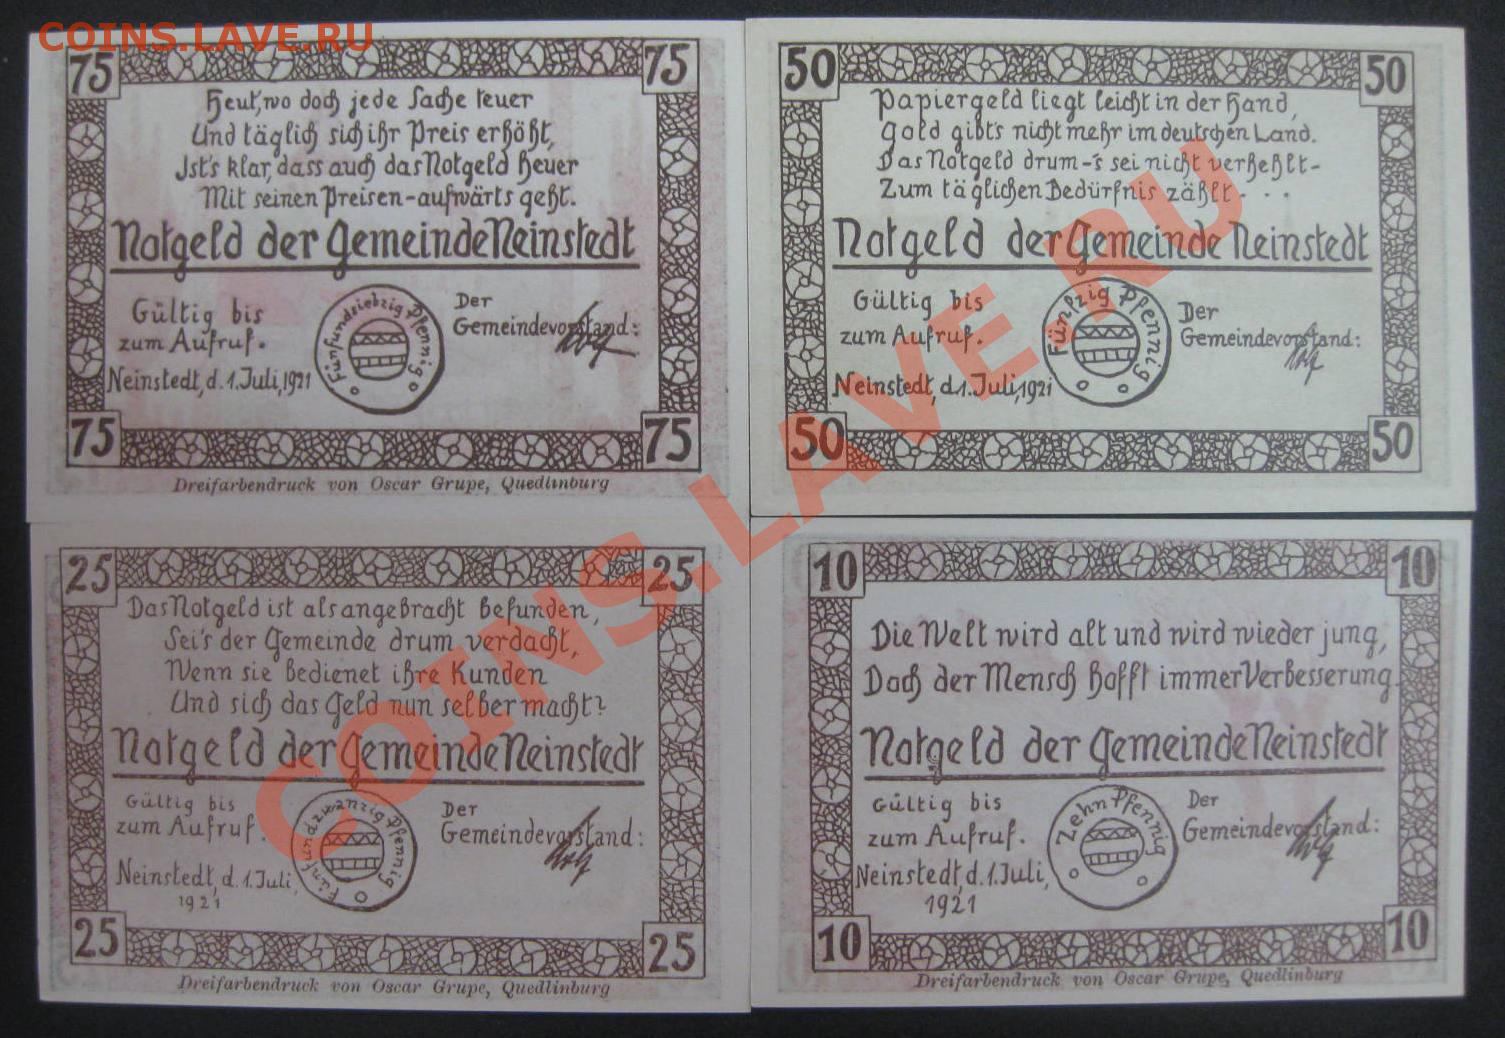 COINS.LAVE.RU
75 75
Heut, wo doch jede Sache teuer
Und täglich sich ihr Preis erhöht,
Ist's klar, dass auch das Notgeld heuer
Mit seinen Preisen-aufwärts geht.
Notgeld der Gemeinde Neinstedt
Gültig bis
zum Aufruf.
Neinstedt, d. 1. Juli, 1921
Fünfundsiebzig Pfennig
Der
Gemeindevorstand:
75 75
Dreifarbendruck von Oscar Grupe, Quedlinburg
50 50
Papiergeld liegt leicht in der Hand,
Gold gibt's nicht mehr im deutschen Land.
Das Notgeld drum-'s sei nicht verhehlt-
Zum täglichen Bedürfnis zählt - - -
Notgeld der Gemeinde Neinstedt
Gültig bis
zum Aufruf.
Neinstedt, d. 1. Juli, 1921
Fünfzig Pfennig
Der
Gemeindevorstand:
50 50
25 25
Das Notgeld ist als angebracht befunden,
Sei's der Gemeinde drum verdacht,
Wenn sie bedienet ihre Kunden
Und sich das Geld nun selber macht?
Notgeld der Gemeinde Neinstedt
Gültig bis
zum Aufruf.
Neinstedt, d. 1. Juli,
1921
Fünfundzwanzig Pfennig
Der
Gemeindevorstand:
25 25
Dreifarbendruck von Oscar Grupe, Quedlinburg
10 10
Die Welt wird alt und wird wieder jung,
Doch der Mensch hofft immer Verbesserung.
Notgeld der Gemeinde Neinstedt
Gültig bis
zum Aufruf.
Neinstedt, d. 1. Juli,
1921
Zehn Pfennig
Der
Gemeindevorstand:
10 10
Dreifarbendruck von Oscar Grupe, Quedlinburg
COINS.LAVE.RU